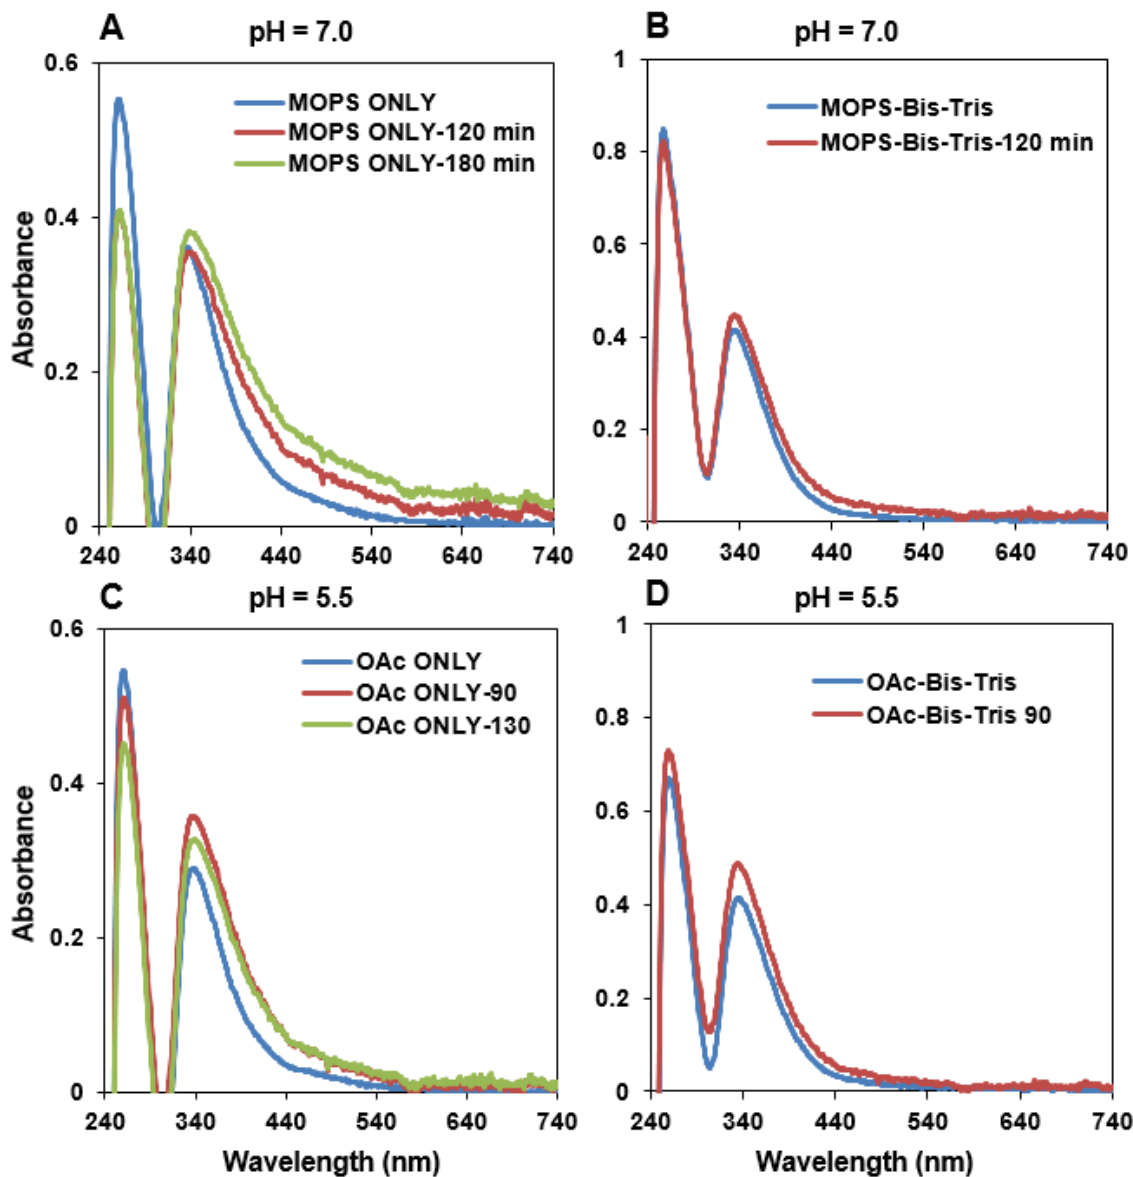 A
pH = 7.0
0.6
0.4
0.2
0
Absorbance
MOPS ONLY
MOPS ONLY-120 min
MOPS ONLY-180 min
240 340 440 540 640 740
B
pH = 7.0
1
0.8
0.6
0.4
0.2
0
MOPS-Bis-Tris
MOPS-Bis-Tris-120 min
240 340 440 540 640 740
C
pH = 5.5
0.6
0.4
0.2
0
Absorbance
OAc ONLY
OAc ONLY-90
OAc ONLY-130
240 340 440 540 640 740
Wavelength (nm)
D
pH = 5.5
1
0.8
0.6
0.4
0.2
0
OAc-Bis-Tris
OAc-Bis-Tris 90
240 340 440 540 640 740
Wavelength (nm)